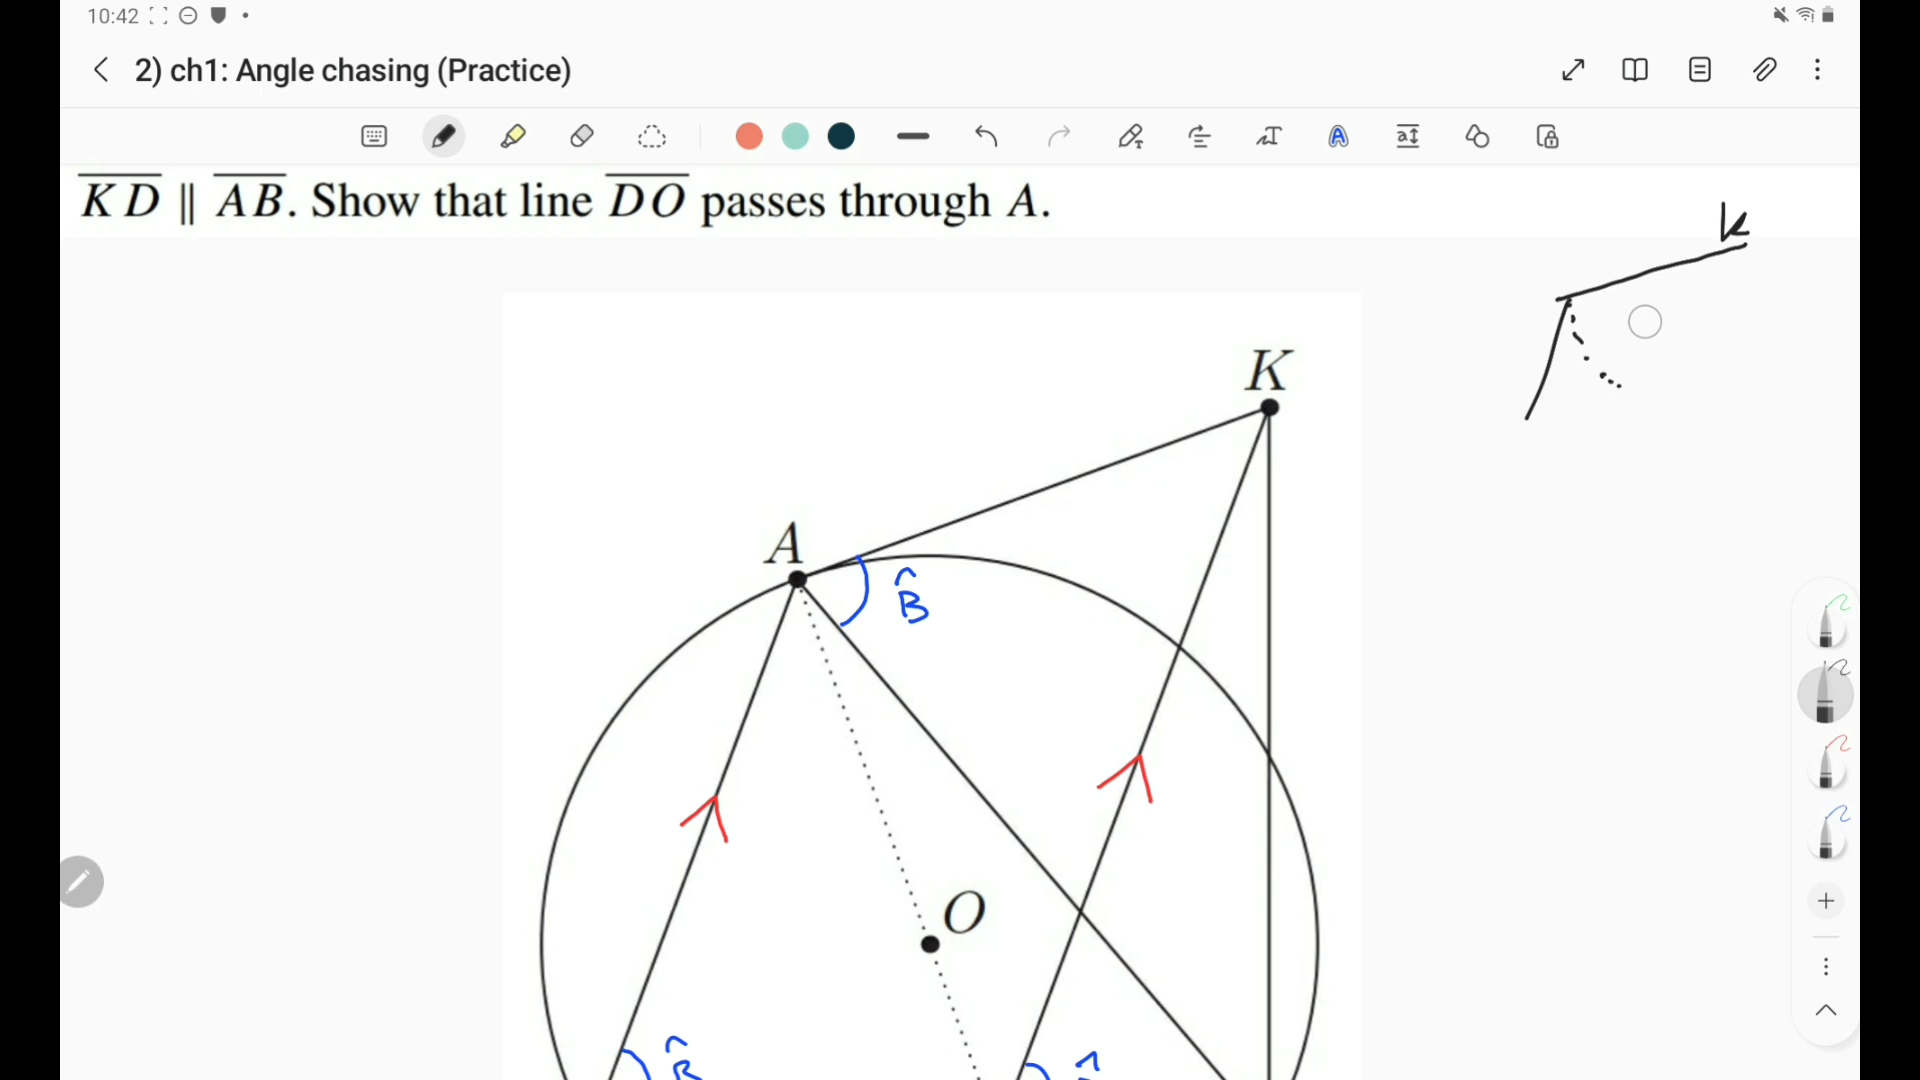 10:42
2) ch1: Angle chasing (Practice)
KD ∥ AB. Show that line DO passes through A.
k
K
A
B̂
O
B̂